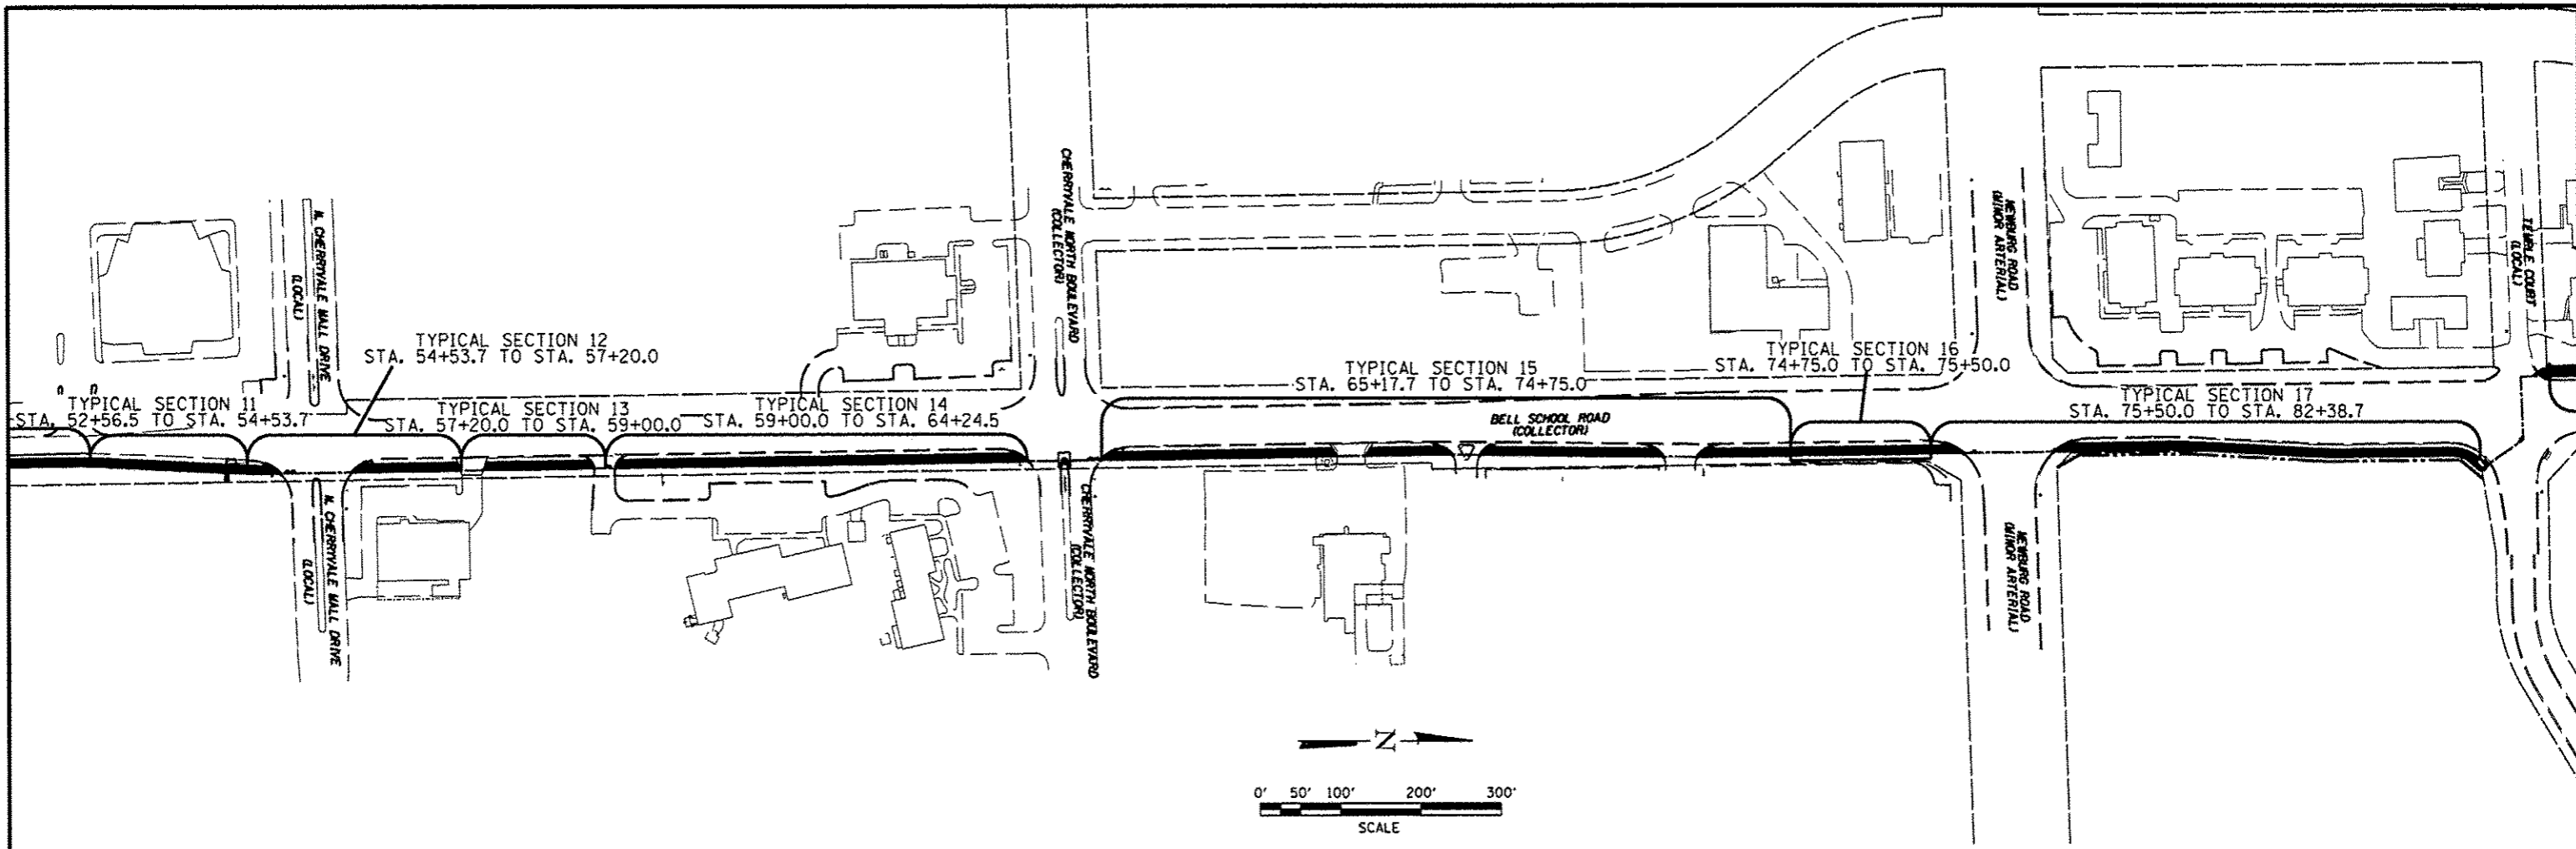 N. CHERRYVALE MALL DRIVE
(LOCAL)
CHERRYVALE NORTH BOULEVARD
(COLLECTOR)
NEWBURG ROAD
(MINOR ARTERIAL)
TEMPLE COURT
(LOCAL)
TYPICAL SECTION 12
STA. 54+53.7 TO STA. 57+20.0
TYPICAL SECTION 15
STA. 65+17.7 TO STA. 74+75.0
TYPICAL SECTION 16
STA. 74+75.0 TO STA. 75+50.0
TYPICAL SECTION 11
STA. 52+56.5 TO STA. 54+53.7
TYPICAL SECTION 13
STA. 57+20.0 TO STA. 59+00.0
TYPICAL SECTION 14
STA. 59+00.0 TO STA. 64+24.5
TYPICAL SECTION 17
STA. 75+50.0 TO STA. 82+38.7
BELL SCHOOL ROAD
(COLLECTOR)
N. CHERRYVALE MALL DRIVE
(LOCAL)
CHERRYVALE NORTH BOULEVARD
(COLLECTOR)
NEWBURG ROAD
(MINOR ARTERIAL)
N
0' 50' 100' 200' 300'
SCALE